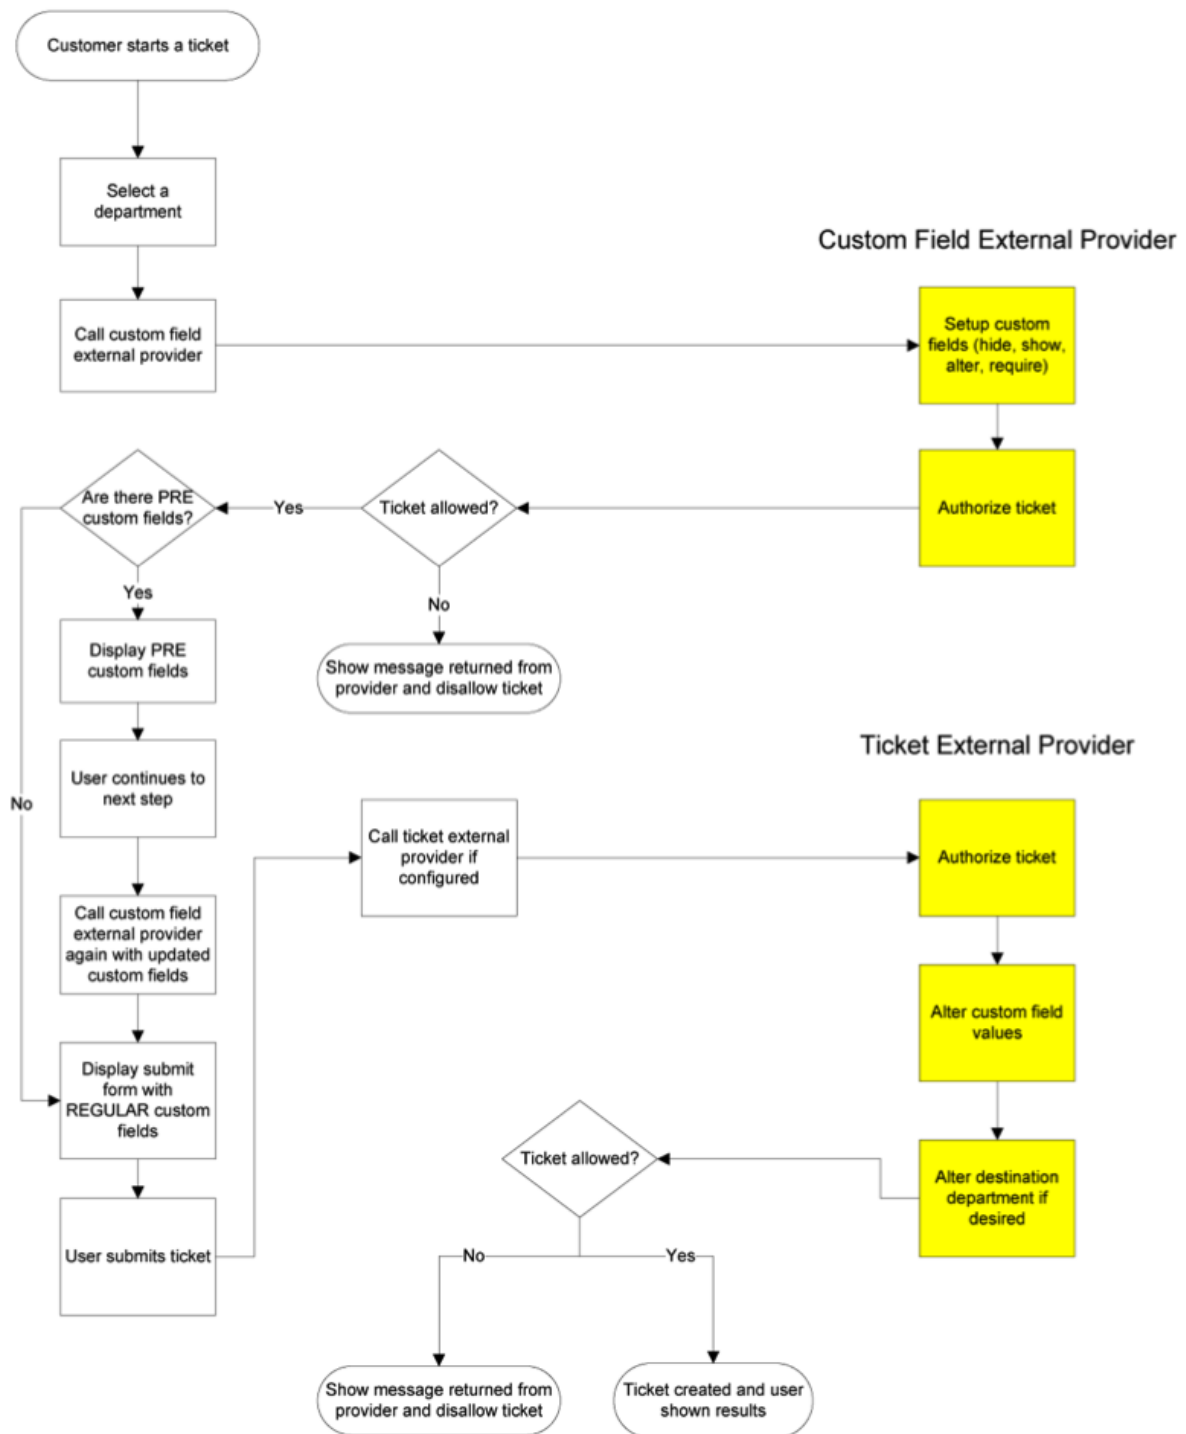 Customer starts a ticket
Select a
department
Custom Field External Provider
Call custom field
external provider
Setup custom
fields (hide, show,
alter, require)
Are there PRE
custom fields?
Yes
Ticket allowed?
Authorize ticket
Yes
No
Display PRE
custom fields
Show message returned from
provider and disallow ticket
Ticket External Provider
User continues to
next step
No
Call ticket external
provider if
configured
Authorize ticket
Call custom field
external provider
again with updated
custom fields
Alter custom field
values
Display submit
form with
REGULAR custom
fields
Ticket allowed?
Alter destination
department if
desired
User submits ticket
No
Yes
Show message returned from
provider and disallow ticket
Ticket created and user
shown results